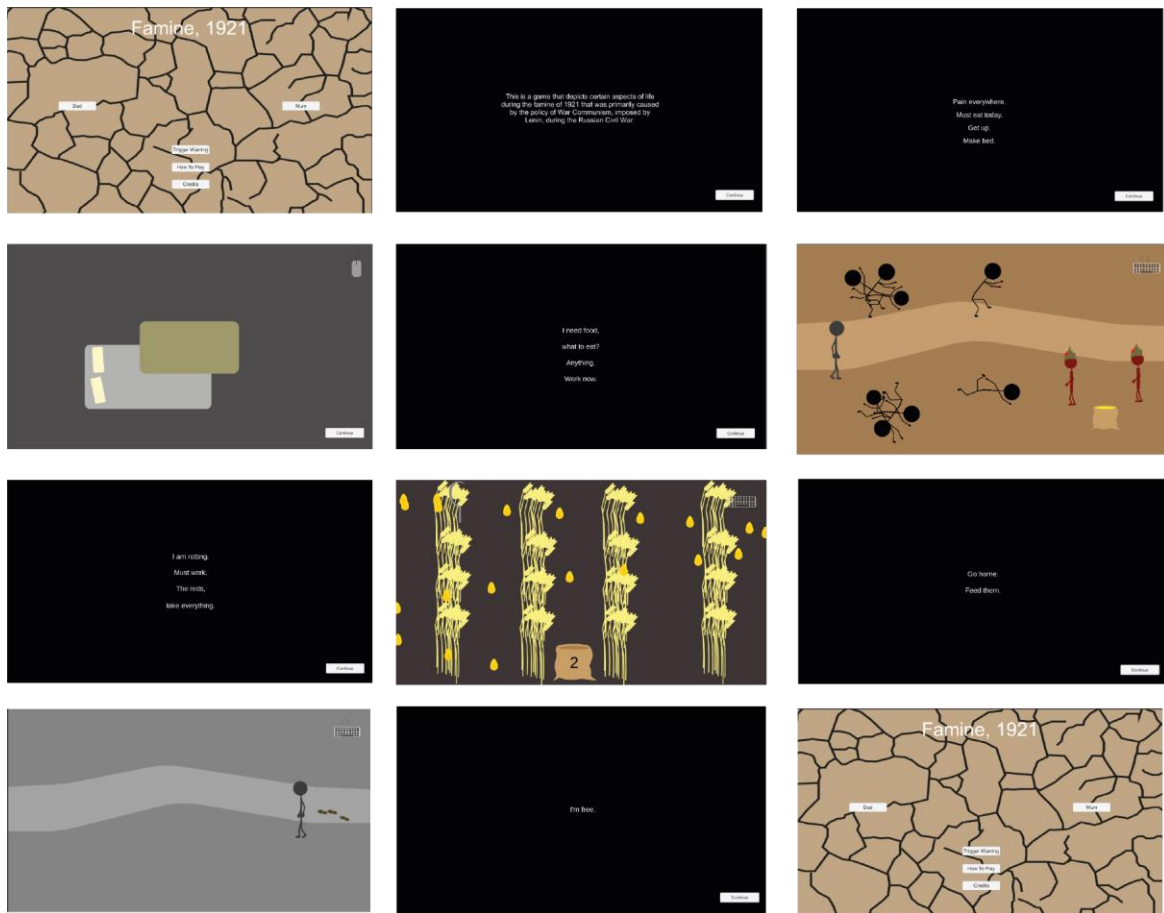 Famine, 1921
Dad
Mum
Trigger Warning
How To Play
Credits
This is a game that depicts certain aspects of life
during the famine of 1921 that was primarily caused
by the policy of War Communism, imposed by
Lenin, during the Russian Civil War.
Continue
Pain everywhere.
Must eat today.
Get up.
Make bed.
Continue
Continue
I need food,
what to eat?
Anything.
Work now.
Continue
I am rotting.
Must work.
The reds,
take everything.
Continue
2
Go home.
Feed them.
Continue
I'm free.
Continue
Famine, 1921
Dad
Mum
Trigger Warning
How To Play
Credits